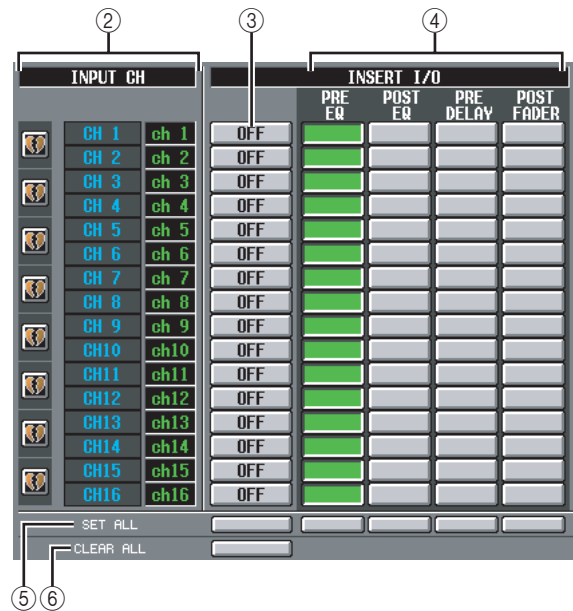 ② ③ ④
INPUT CH INSERT I/O
PRE EQ POST EQ PRE DELAY POST FADER
CH 1 ch 1 OFF
CH 2 ch 2 OFF
CH 3 ch 3 OFF
CH 4 ch 4 OFF
CH 5 ch 5 OFF
CH 6 ch 6 OFF
CH 7 ch 7 OFF
CH 8 ch 8 OFF
CH 9 ch 9 OFF
CH10 ch10 OFF
CH11 ch11 OFF
CH12 ch12 OFF
CH13 ch13 OFF
CH14 ch14 OFF
CH15 ch15 OFF
CH16 ch16 OFF
SET ALL
CLEAR ALL
⑤ ⑥